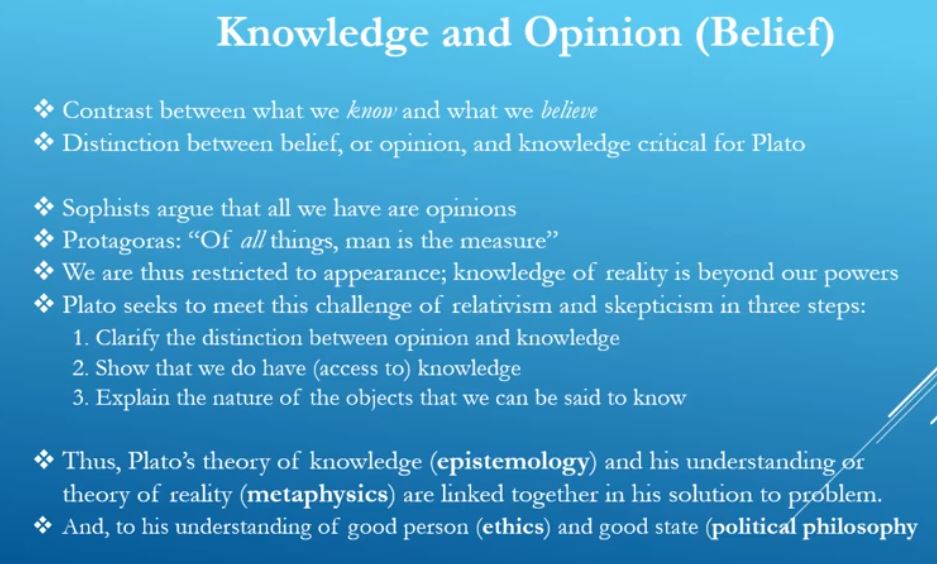 Knowledge and Opinion (Belief)
❖ Contrast between what we know and what we believe
❖ Distinction between belief, or opinion, and knowledge critical for Plato
❖ Sophists argue that all we have are opinions
❖ Protagoras: “Of all things, man is the measure”
❖ We are thus restricted to appearance; knowledge of reality is beyond our powers
❖ Plato seeks to meet this challenge of relativism and skepticism in three steps:
1. Clarify the distinction between opinion and knowledge
2. Show that we do have (access to) knowledge
3. Explain the nature of the objects that we can be said to know
❖ Thus, Plato’s theory of knowledge (epistemology) and his understanding or
theory of reality (metaphysics) are linked together in his solution to problem.
❖ And, to his understanding of good person (ethics) and good state (political philosophy